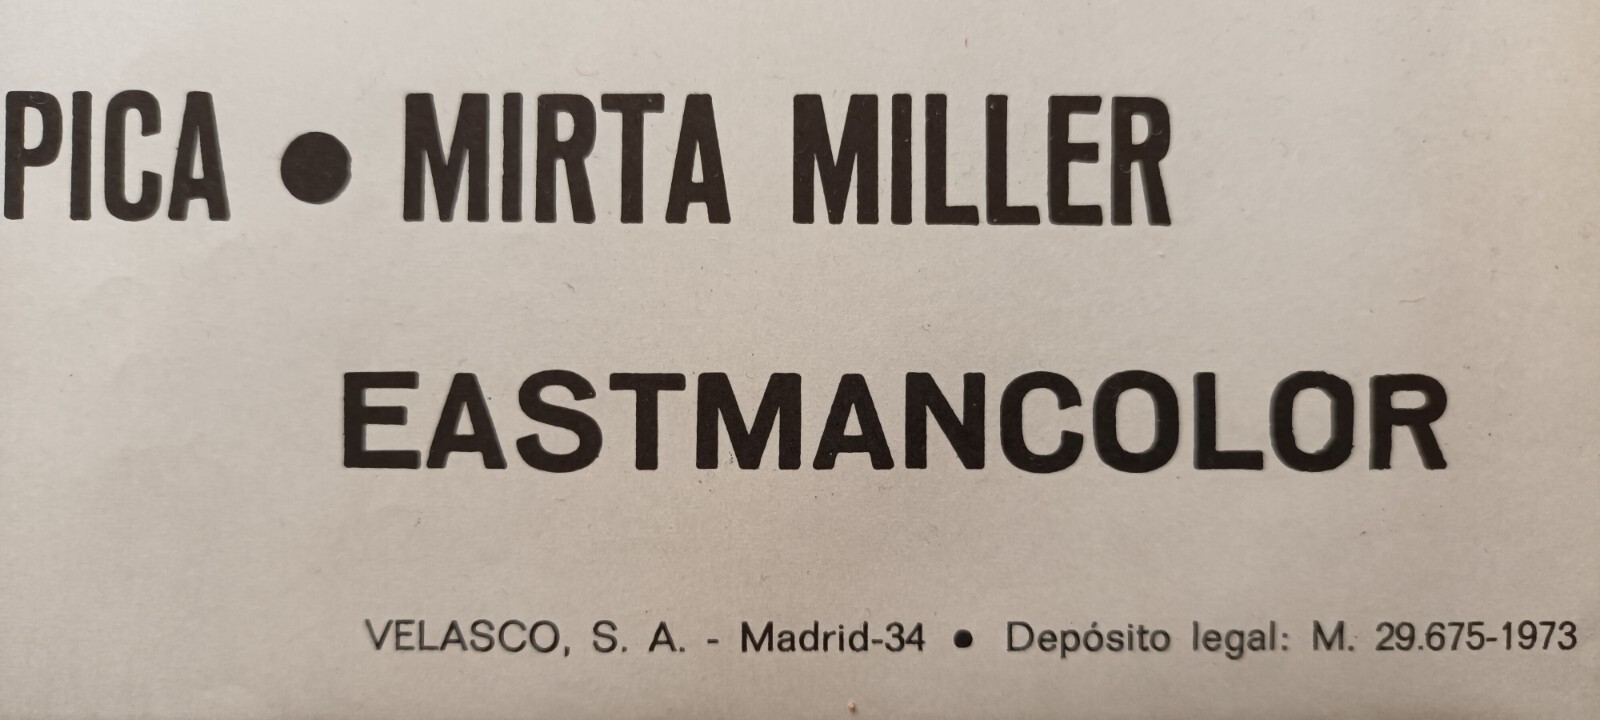 PICA ● MIRTA MILLER
EASTMANCOLOR
VELASCO, S. A. - Madrid-34 ● Depósito legal: M. 29.675-1973